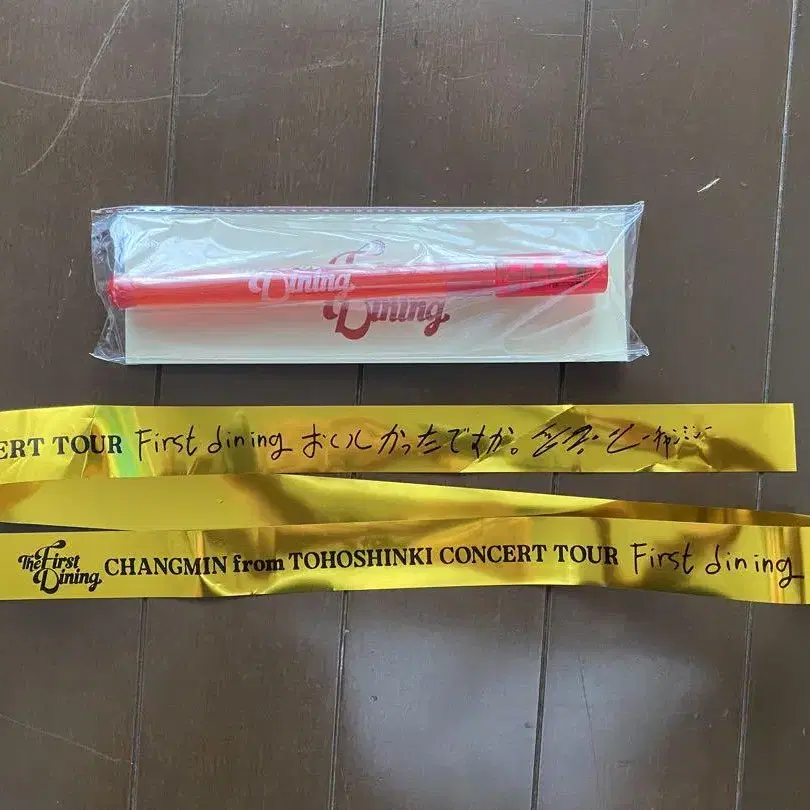 Dining
Dining
ERT TOUR First dining おいしかったですか。
The First Dining CHANGMIN from TOHOSHINKI CONCERT TOUR First dining